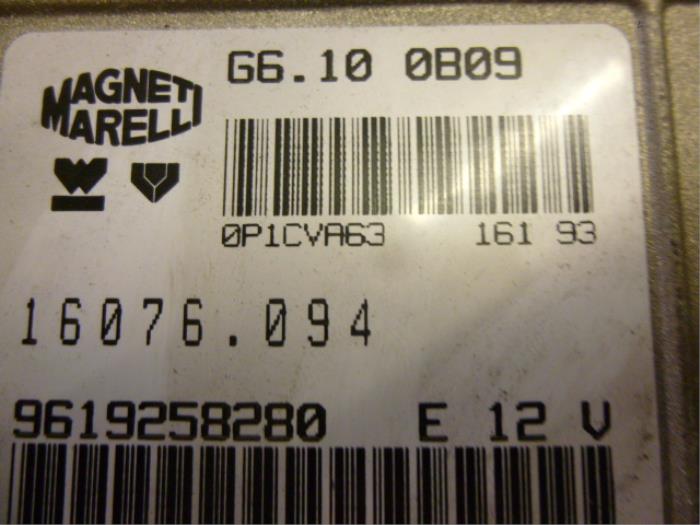 MAGNETI
MARELLI
G6.10 0B09
0P1CVA63 161 93
16076.094
9619258280 E 12 V